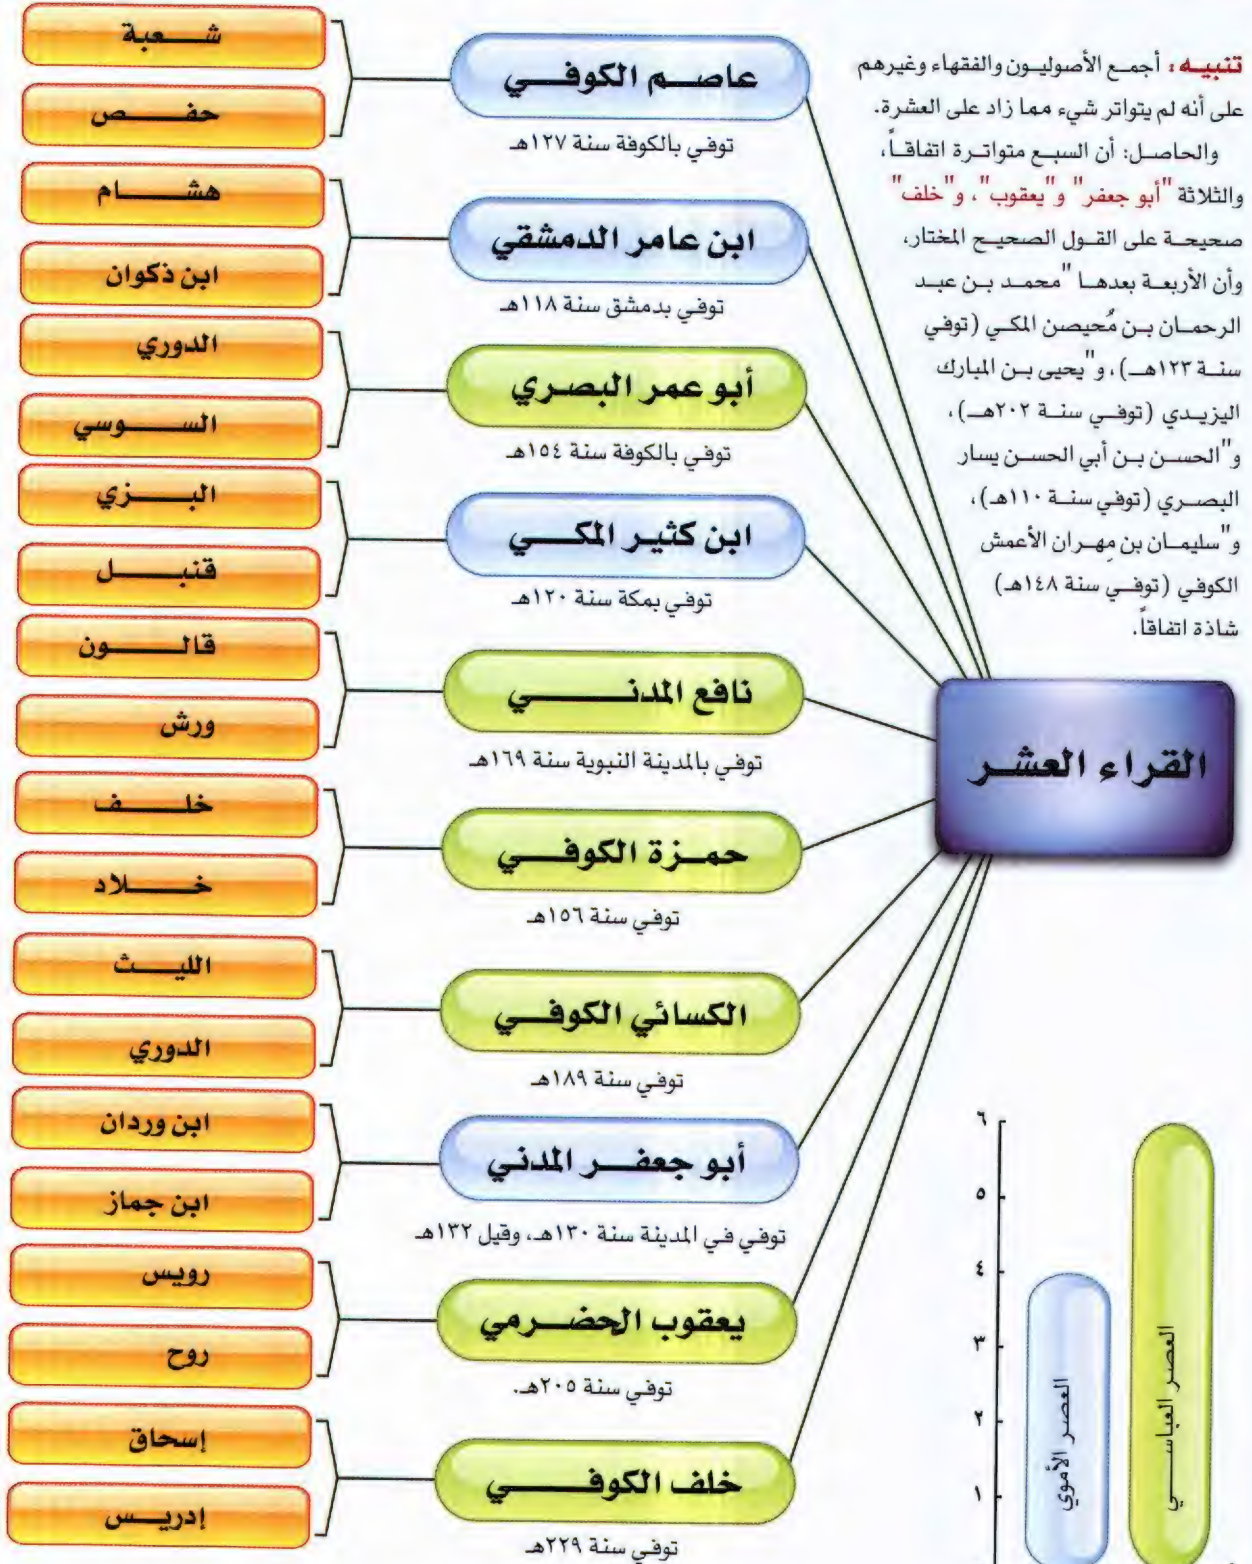 تنبيه: أجمع الأصوليون والفقهاء وغيرهم
على أنه لم يتواتر شيء مما زاد على العشرة.
والحاصل: أن السبع متواترة اتفاقاً،
والثلاثة "أبو جعفر" و"يعقوب"، و"خلف"
صحيحة على القول الصحيح المختار،
وأن الأربعة بعدها "محمد بن عبد
الرحمان بن مُحيصن المكي (توفي
سنة ١٢٣هـ)، و"يحيى بن المبارك
اليزيدي (توفي سنة ٢٠٢هـ)،
و"الحسن بن أبي الحسن يسار
البصري (توفي سنة ١١٠هـ)،
و"سليمان بن مِهران الأعمش
الكوفي (توفي سنة ١٤٨هـ)
شاذة اتفاقاً.
القراء العشر
عاصم الكوفي
توفي بالكوفة سنة ١٢٧هـ
شعبة
حفص
ابن عامر الدمشقي
توفي بدمشق سنة ١١٨هـ
هشام
ابن ذكوان
أبو عمر البصري
توفي بالكوفة سنة ١٥٤هـ
الدوري
السوسي
ابن كثير المكي
توفي بمكة سنة ١٢٠هـ
البزي
قنبل
نافع المدني
توفي بالمدينة النبوية سنة ١٦٩هـ
قالون
ورش
حمزة الكوفي
توفي سنة ١٥٦هـ
خلف
خلاد
الكسائي الكوفي
توفي سنة ١٨٩هـ
الليث
الدوري
أبو جعفر المدني
توفي في المدينة سنة ١٣٠هـ، وقيل ١٣٢هـ
ابن وردان
ابن جماز
يعقوب الحضرمي
توفي سنة ٢٠٥هـ.
رويس
روح
خلف الكوفي
توفي سنة ٢٢٩هـ
إسحاق
إدريس
٦
٥
٤
٣
٢
١
العصر الأموي
العصر العباسي